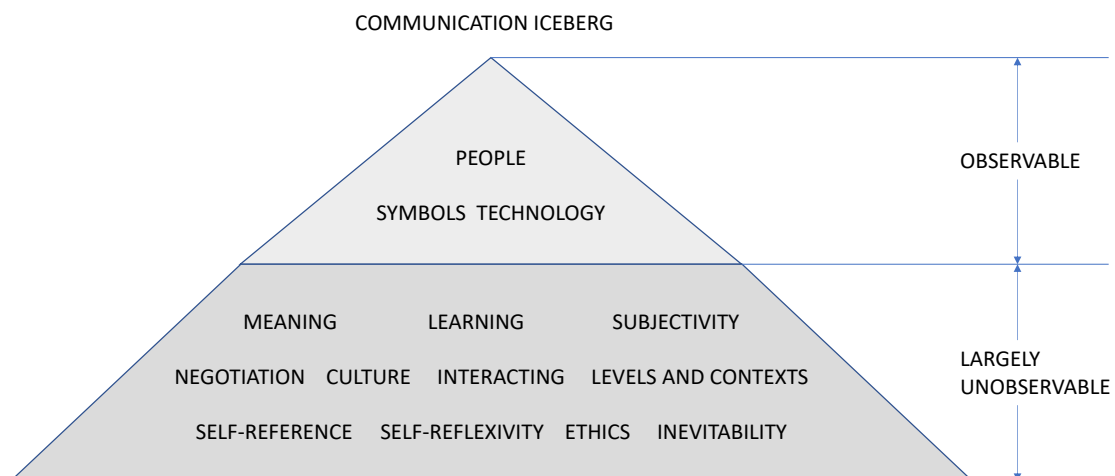 COMMUNICATION ICEBERG
PEOPLE
OBSERVABLE
SYMBOLS TECHNOLOGY
MEANING LEARNING SUBJECTIVITY
NEGOTIATION CULTURE INTERACTING LEVELS AND CONTEXTS
LARGELY
UNOBSERVABLE
SELF-REFERENCE SELF-REFLEXIVITY ETHICS INEVITABILITY